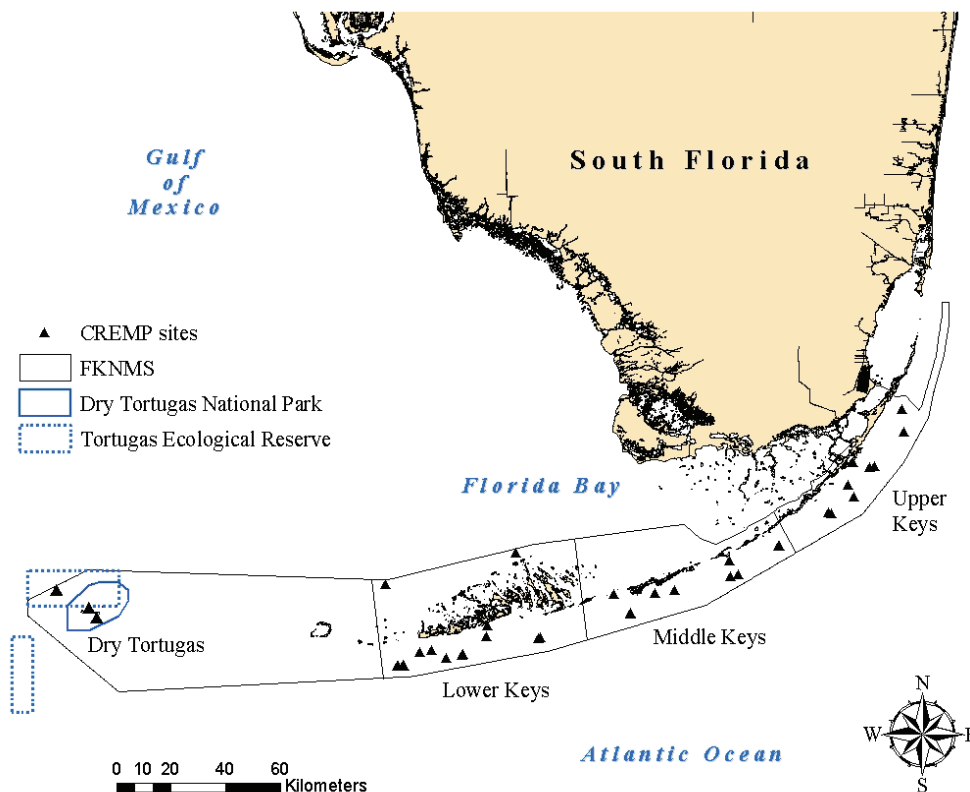 Gulf
of
Mexico
South Florida
CREMP sites
FKNMS
Dry Tortugas National Park
Tortugas Ecological Reserve
Florida Bay
Upper
Keys
Dry Tortugas
Middle Keys
Lower Keys
N
W
E
S
Atlantic Ocean
0 10 20 40 60
Kilometers